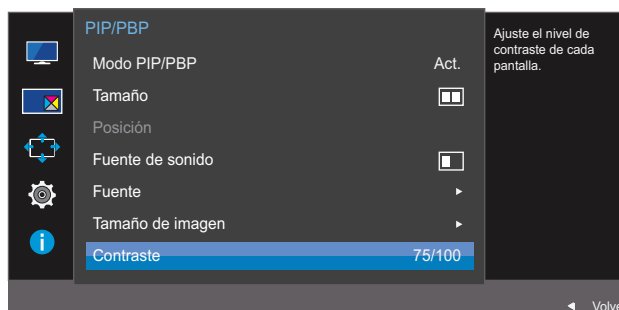 PIP/PBP
Modo PIP/PBP Act.
Tamaño
Posición
Fuente de sonido
Fuente
Tamaño de imagen
Contraste 75/100
Ajuste el nivel de
contraste de cada
pantalla.